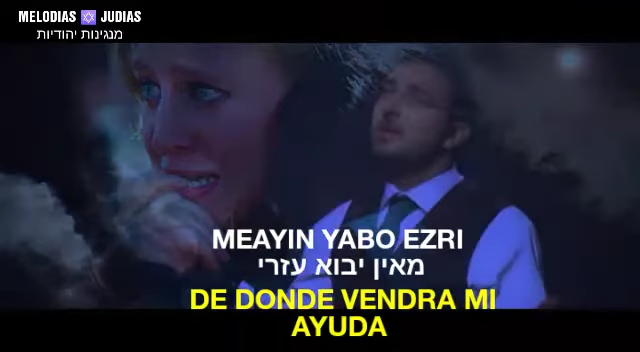 MELODIAS ✡ JUDIAS
מנגינות יהודיות
MEAYIN YABO EZRI
מאין יבוא עזרי
DE DONDE VENDRA MI
AYUDA